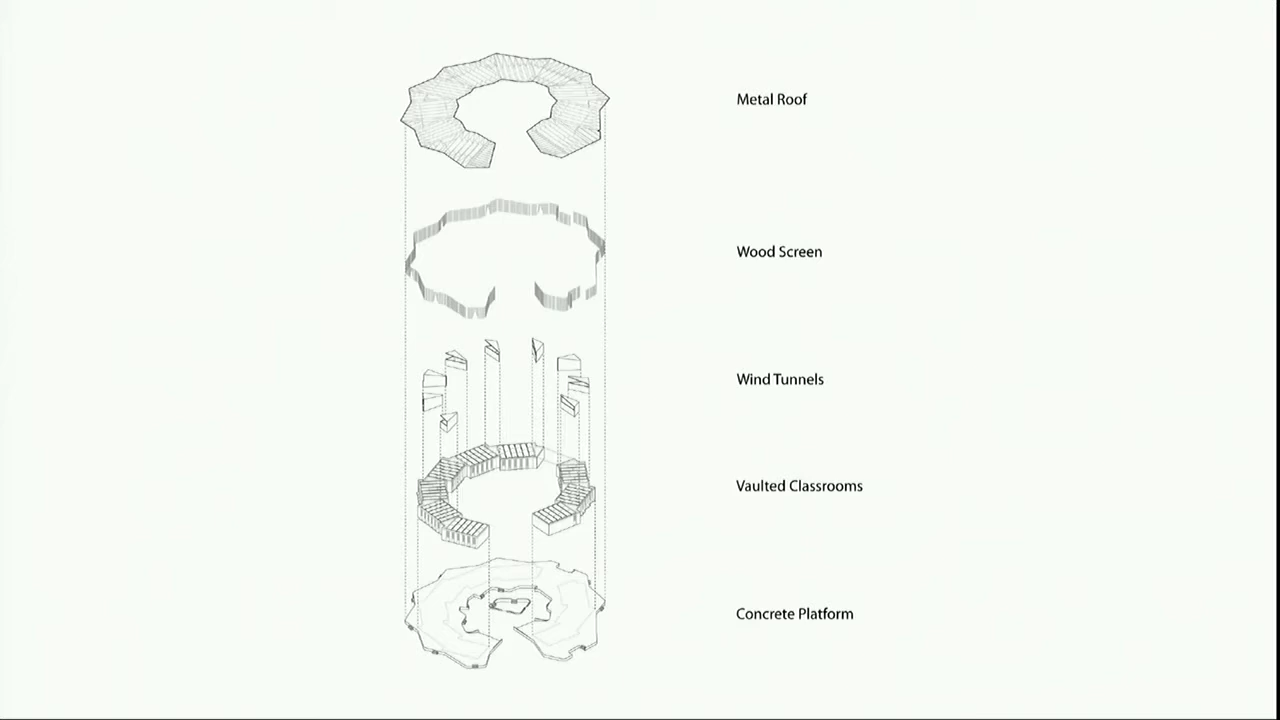 Metal Roof
Wood Screen
Wind Tunnels
Vaulted Classrooms
Concrete Platform